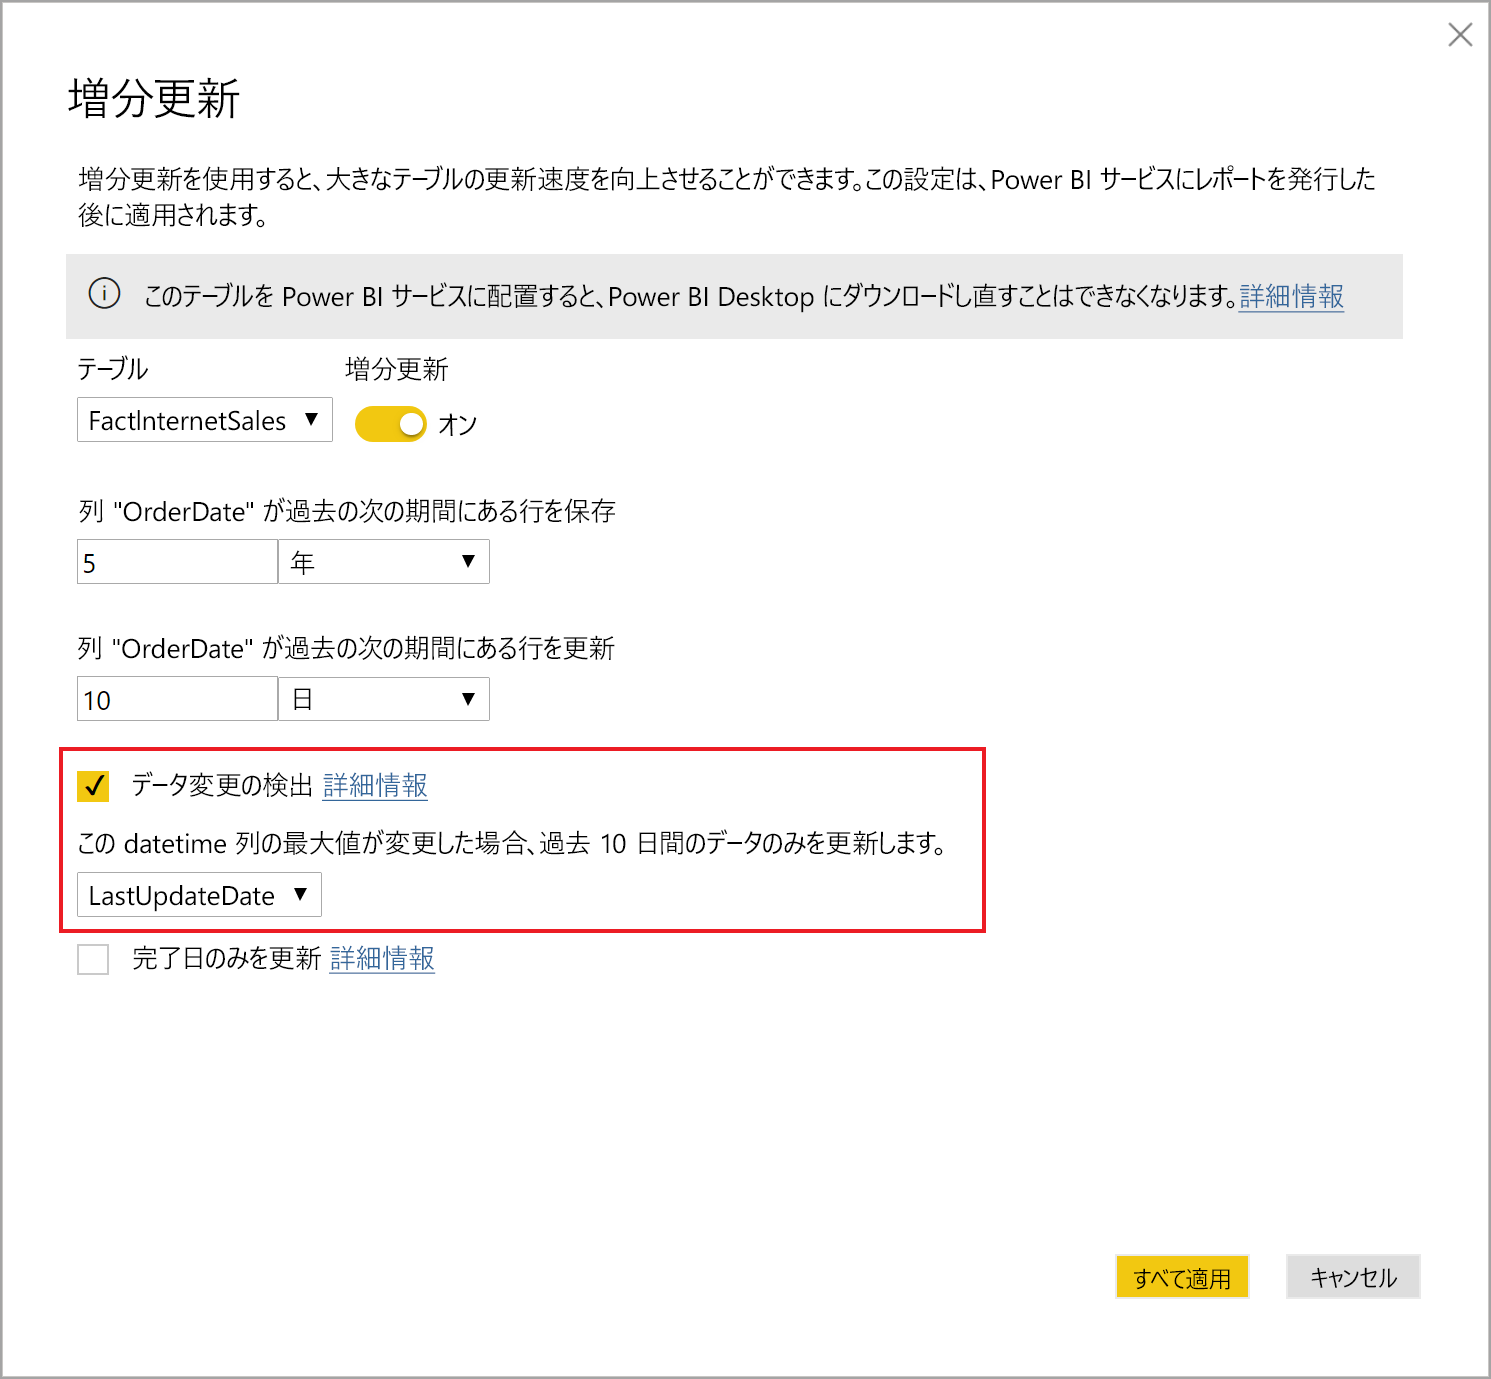 増分更新
増分更新を使用すると、大きなテーブルの更新速度を向上させることができます。この設定は、Power BI サービスにレポートを発行した
後に適用されます。
このテーブルを Power BI サービスに配置すると、Power BI Desktop にダウンロードし直すことはできなくなります。詳細情報
テーブル 増分更新
FactInternetSales オン
列 "OrderDate" が過去の次の期間にある行を保存
5 年
列 "OrderDate" が過去の次の期間にある行を更新
10 日
データ変更の検出 詳細情報
この datetime 列の最大値が変更した場合、過去 10 日間のデータのみを更新します。
LastUpdateDate
完了日のみを更新 詳細情報
すべて適用 キャンセル